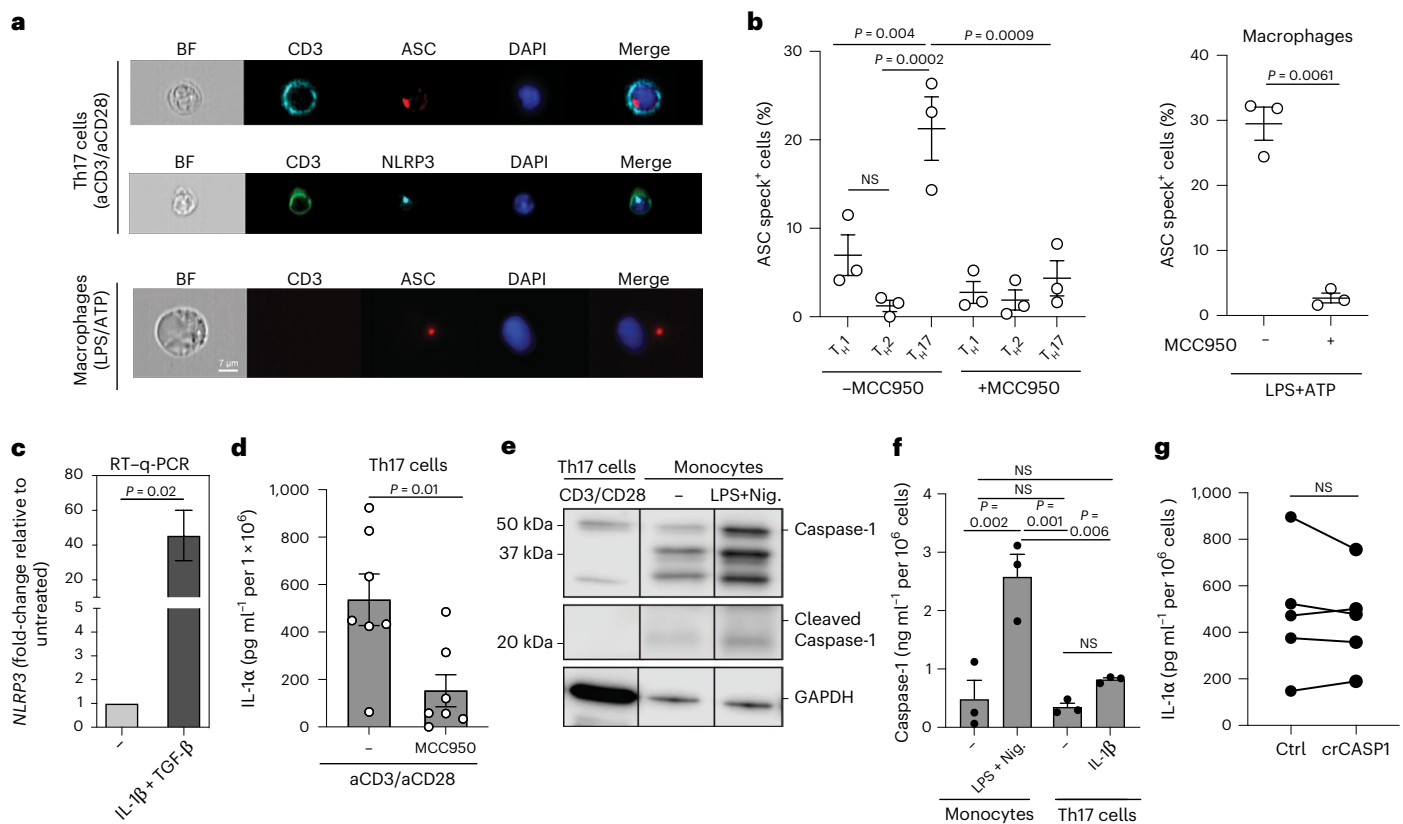 a
BF CD3 ASC DAPI Merge
Th17 cells
(aCD3/aCD28)
BF CD3 NLRP3 DAPI Merge
BF CD3 ASC DAPI Merge
Macrophages
(LPS/ATP)
7 µm
b
P = 0.004
P = 0.0009
P = 0.0002
NS
ASC speck+ cells (%)
30
20
10
0
TH1 TH2 TH17 TH1 TH2 TH17
–MCC950 +MCC950
Macrophages
P = 0.0061
ASC speck+ cells (%)
40
30
20
10
0
MCC950 – +
LPS+ATP
c
RT–q-PCR
P = 0.02
NLRP3 (fold-change relative to
untreated)
80
60
40
20
5
4
3
2
1
0
–
IL-1β + TGF-β
d
Th17 cells
P = 0.01
IL-1α (pg ml−1 per 1 × 106)
1,000
800
600
400
200
0
– MCC950
aCD3/aCD28
e
Th17 cells Monocytes
CD3/CD28 – LPS+Nig.
50 kDa
37 kDa
Caspase-1
20 kDa
Cleaved
Caspase-1
GAPDH
f
NS
NS
P =
0.002
P =
0.001
P =
0.006
NS
Caspase-1 (ng ml−1 per 106 cells)
4
3
2
1
0
–
LPS + Nig.
–
IL-1β
Monocytes Th17 cells
g
NS
IL-1α (pg ml−1 per 106 cells )
1,000
800
600
400
200
0
Ctrl crCASP1